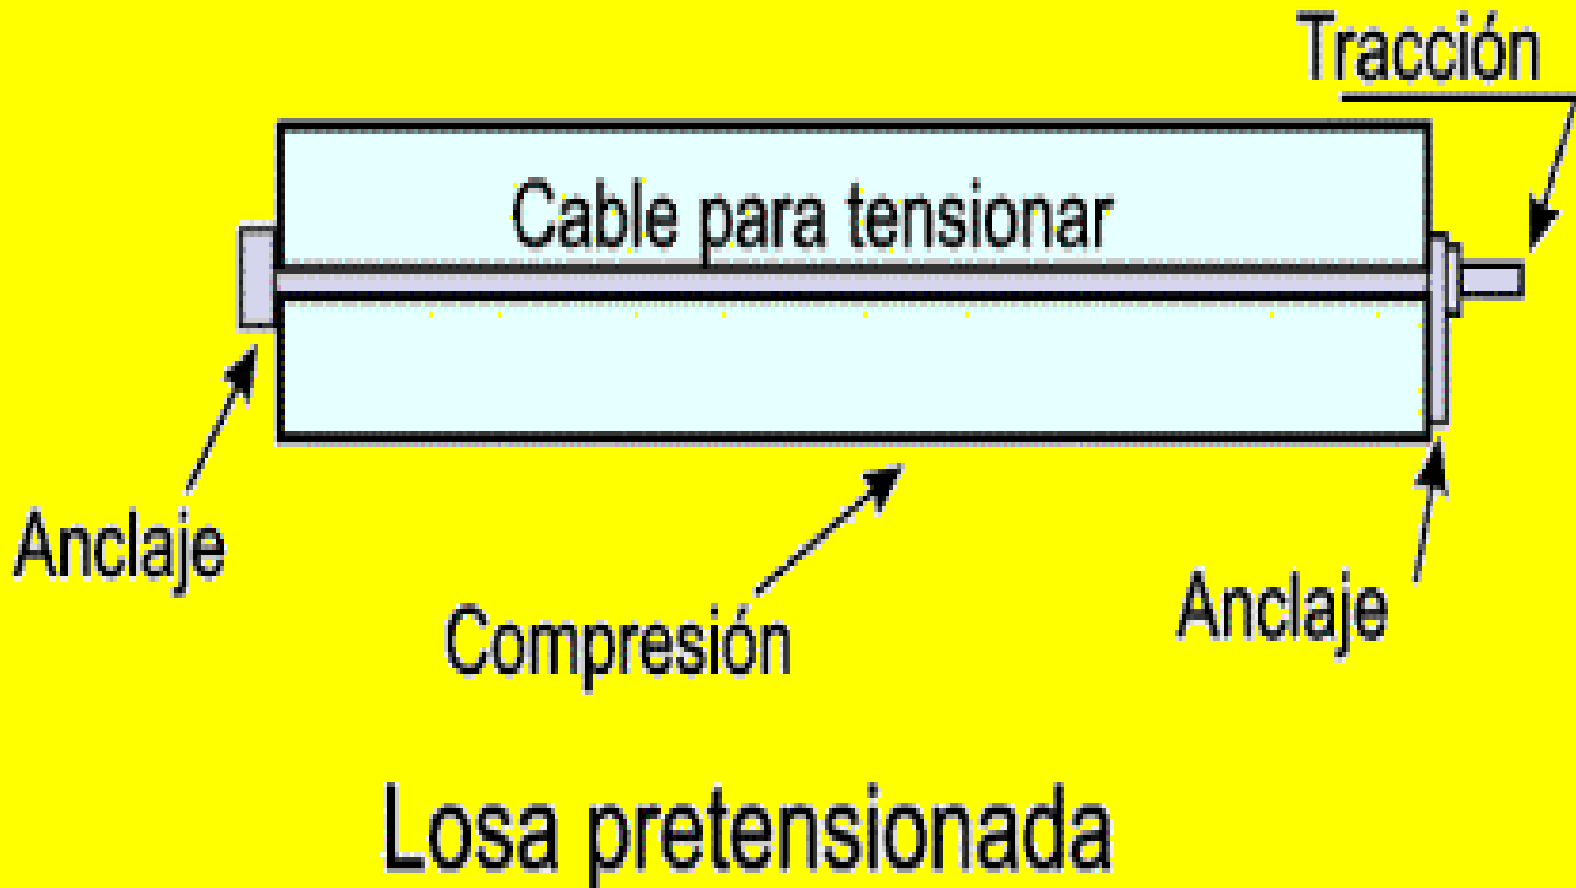 Tracción
Cable para tensionar
Anclaje
Compresión
Anclaje
Losa pretensionada